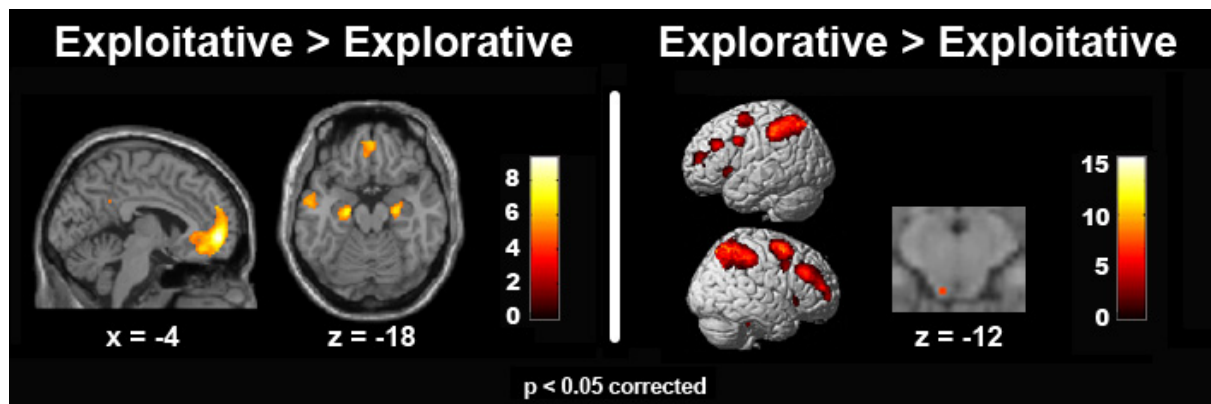 Exploitative > Explorative
Explorative > Exploitative
8
6
4
2
0
x = -4
z = -18
15
10
5
0
z = -12
p < 0.05 corrected